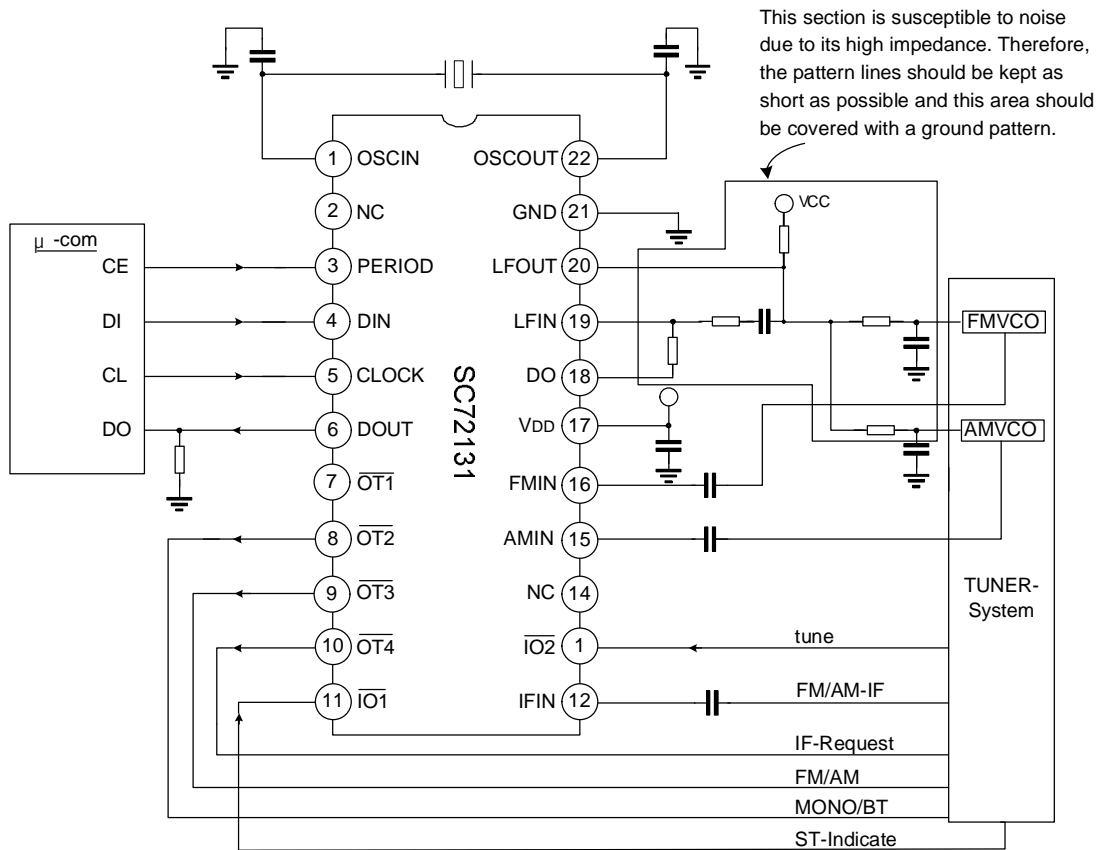 This section is susceptible to noise
due to its high impedance. Therefore,
the pattern lines should be kept as
short as possible and this area should
be covered with a ground pattern.
1 OSCIN OSCOUT 22
2 NC GND 21
VCC
μ -com
CE 3 PERIOD LFOUT 20
DI 4 DIN LFIN 19 FMVCO
CL 5 CLOCK DO 18
SC72131
DO 6 DOUT VDD 17 AMVCO
7 OT1 FMIN 16
8 OT2 AMIN 15
9 OT3 NC 14
TUNER-
System
10 OT4 IO2 1 tune
11 IO1 IFIN 12 FM/AM-IF
IF-Request
FM/AM
MONO/BT
ST-Indicate